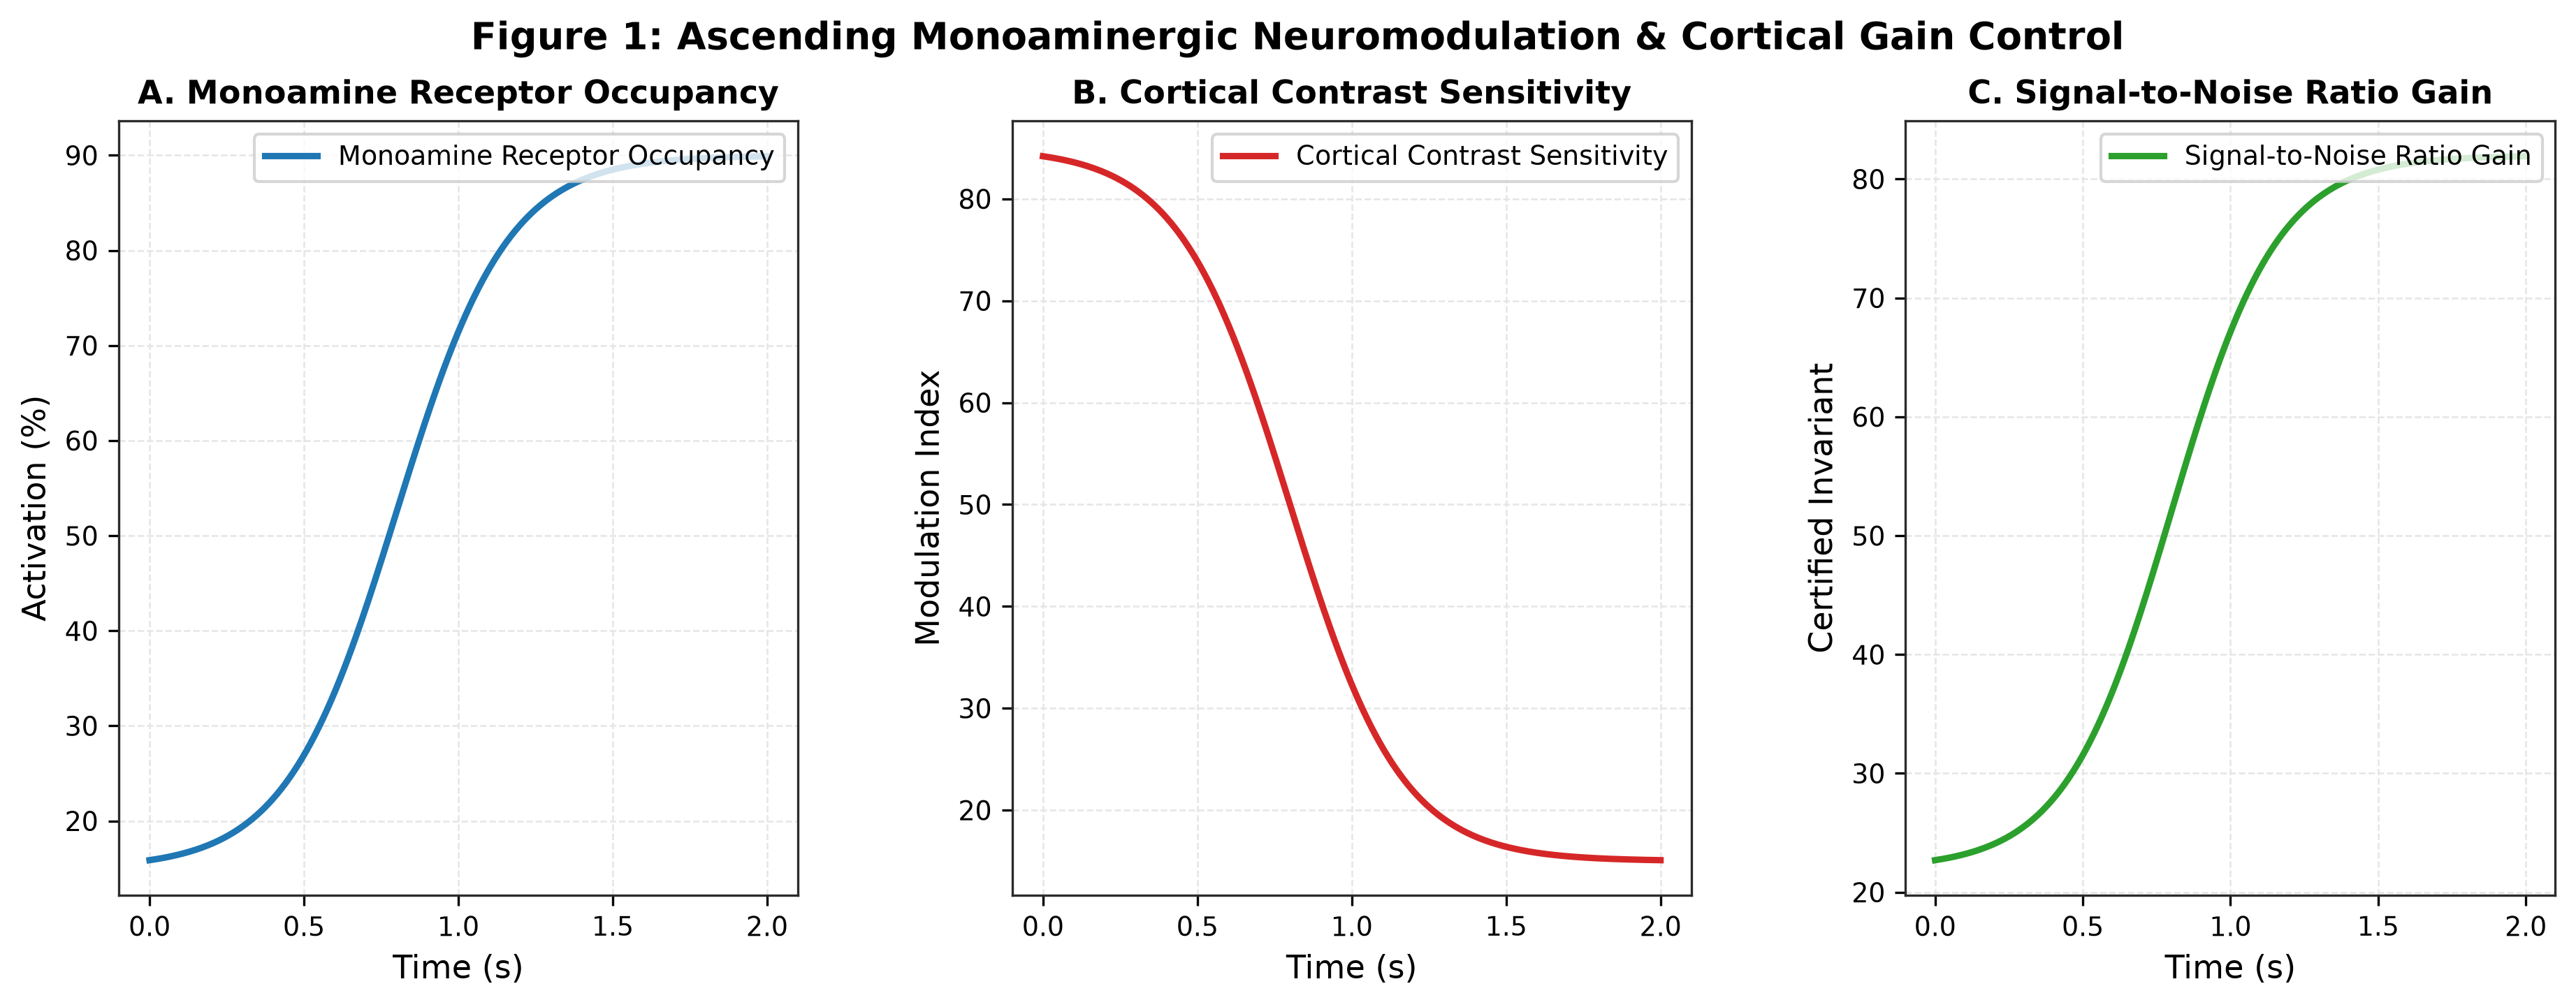 Figure 1: Ascending Monoaminergic Neuromodulation & Cortical Gain Control
A. Monoamine Receptor Occupancy
Monoamine Receptor Occupancy
Activation (%)
90
80
70
60
50
40
30
20
0.0 0.5 1.0 1.5 2.0
Time (s)
B. Cortical Contrast Sensitivity
Cortical Contrast Sensitivity
Modulation Index
80
70
60
50
40
30
20
0.0 0.5 1.0 1.5 2.0
Time (s)
C. Signal-to-Noise Ratio Gain
Signal-to-Noise Ratio Gain
Certified Invariant
80
70
60
50
40
30
20
0.0 0.5 1.0 1.5 2.0
Time (s)